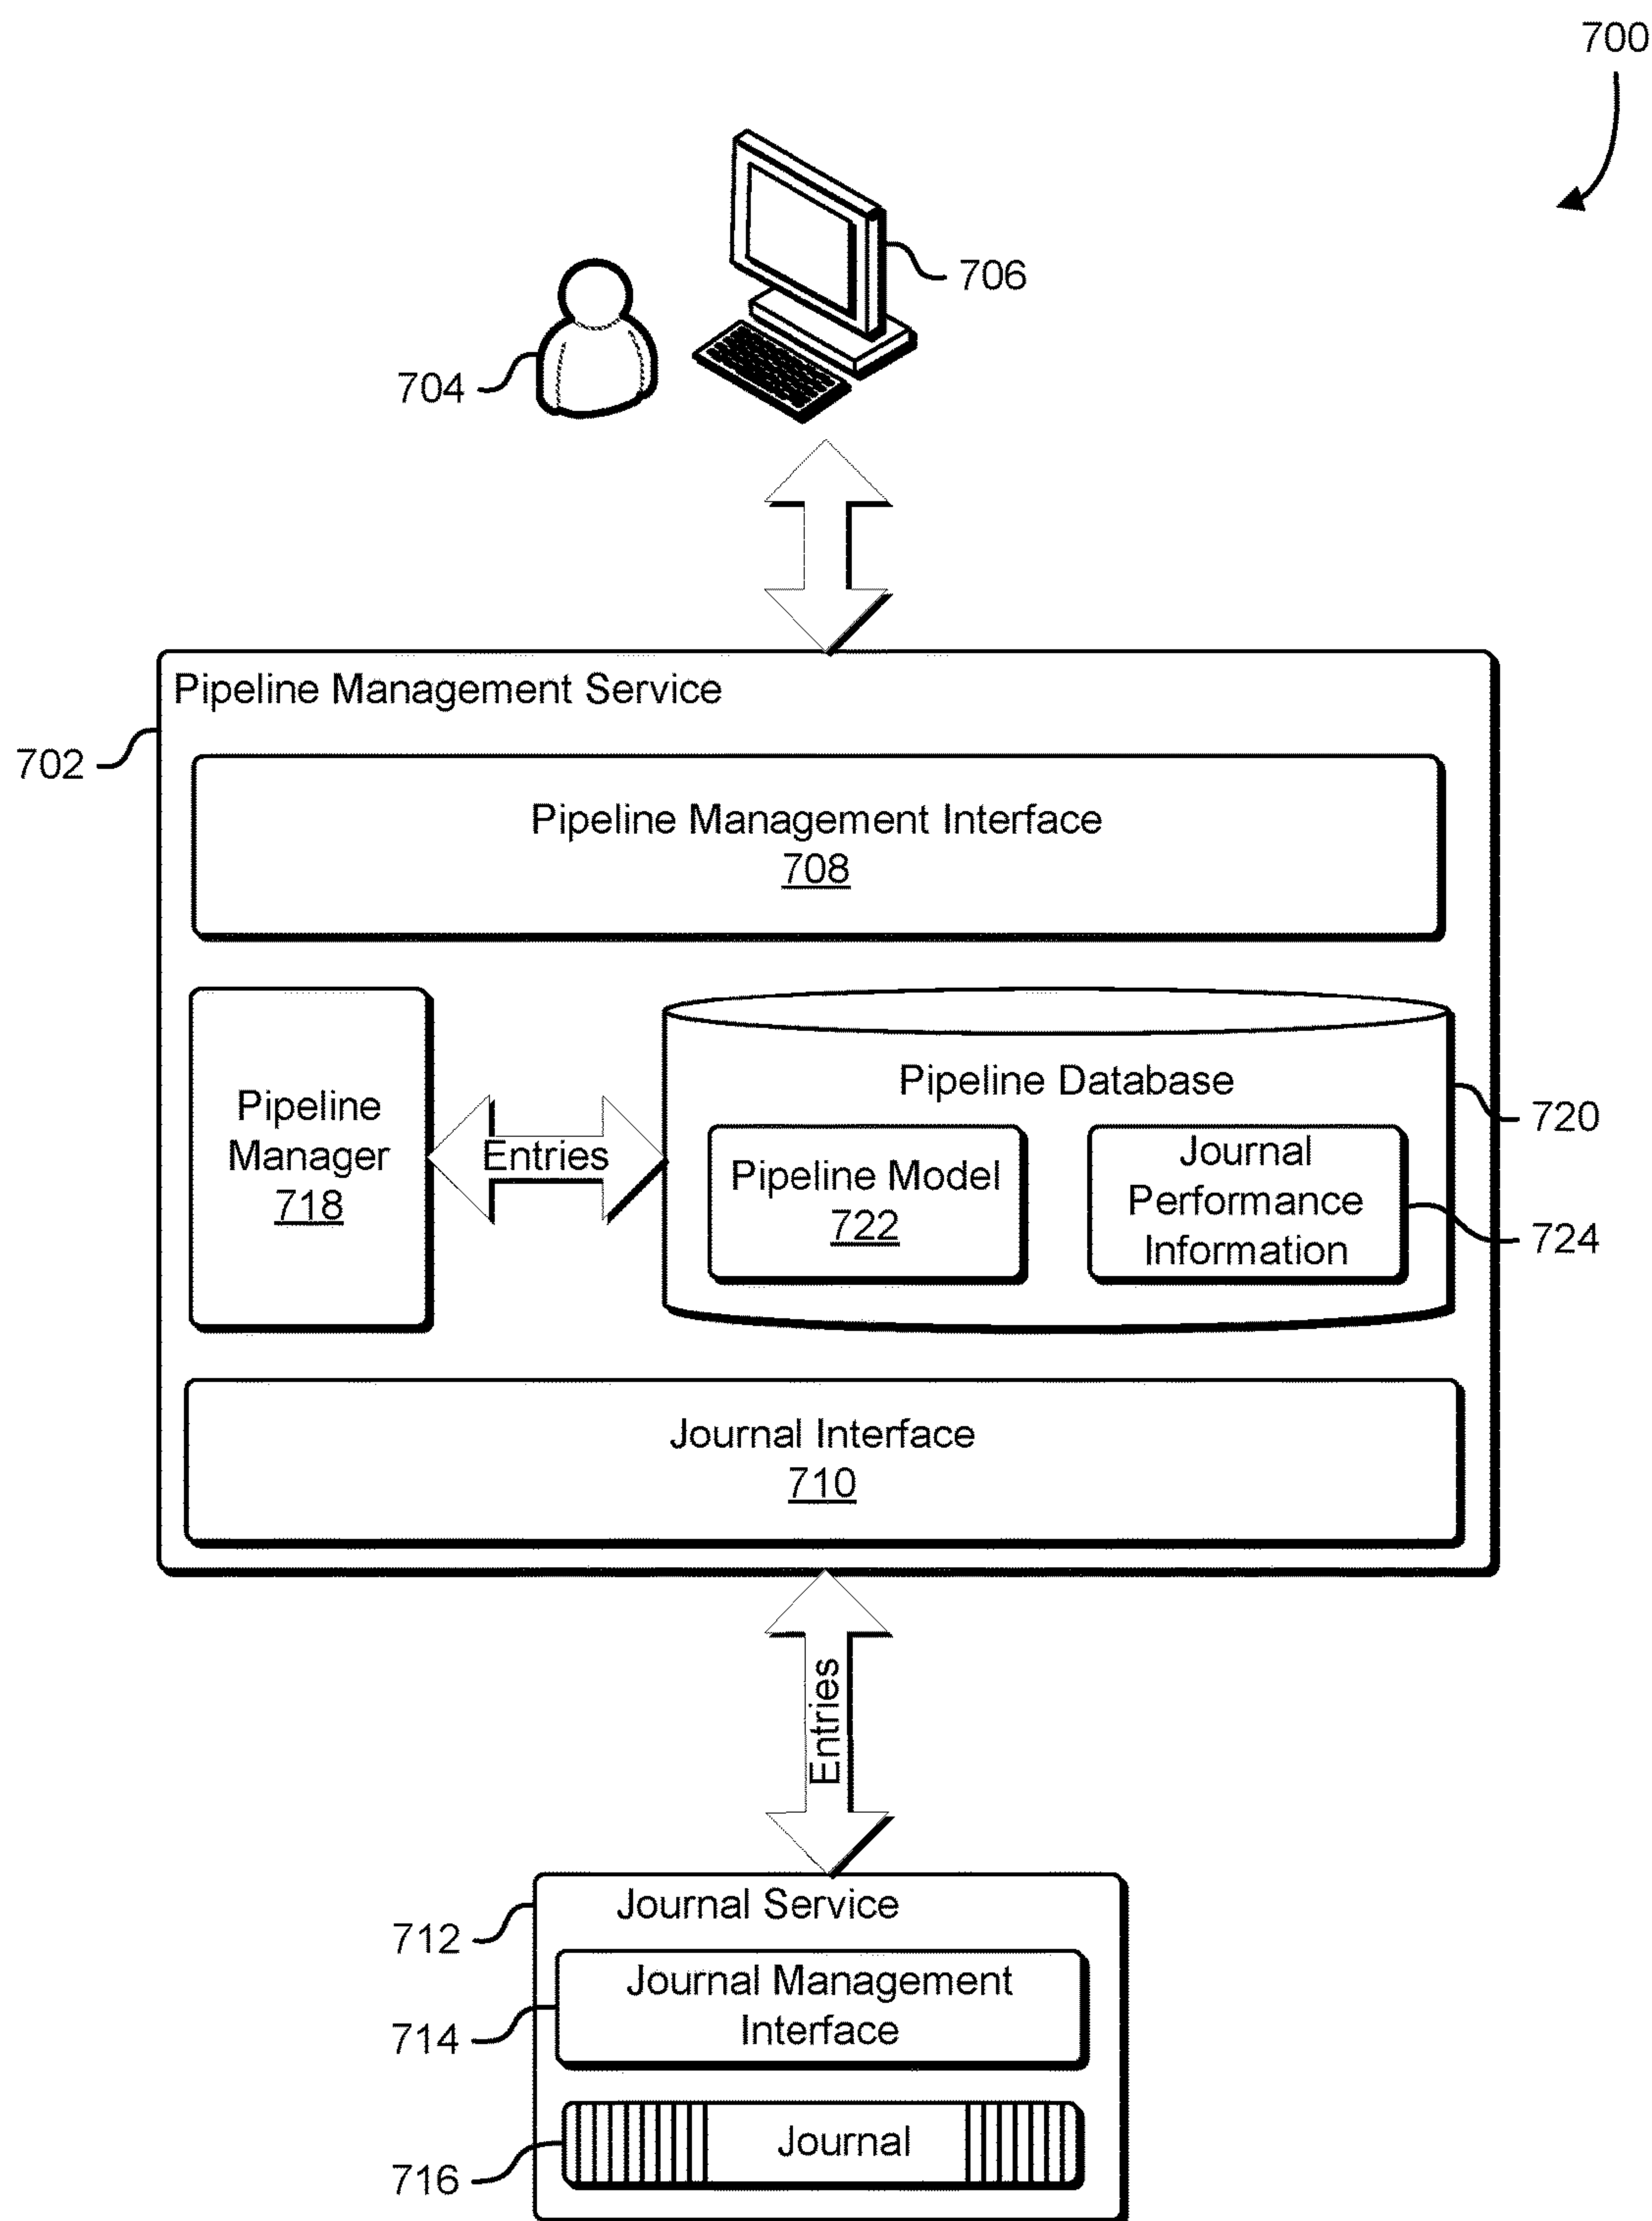 700
706
704
Pipeline Management Service
702
Pipeline Management Interface
708
Pipeline
Manager
718
Entries
Pipeline Database
720
Pipeline Model
722
Journal
Performance
Information
724
Journal Interface
710
Entries
Journal Service
712
Journal Management
Interface
714
Journal
716